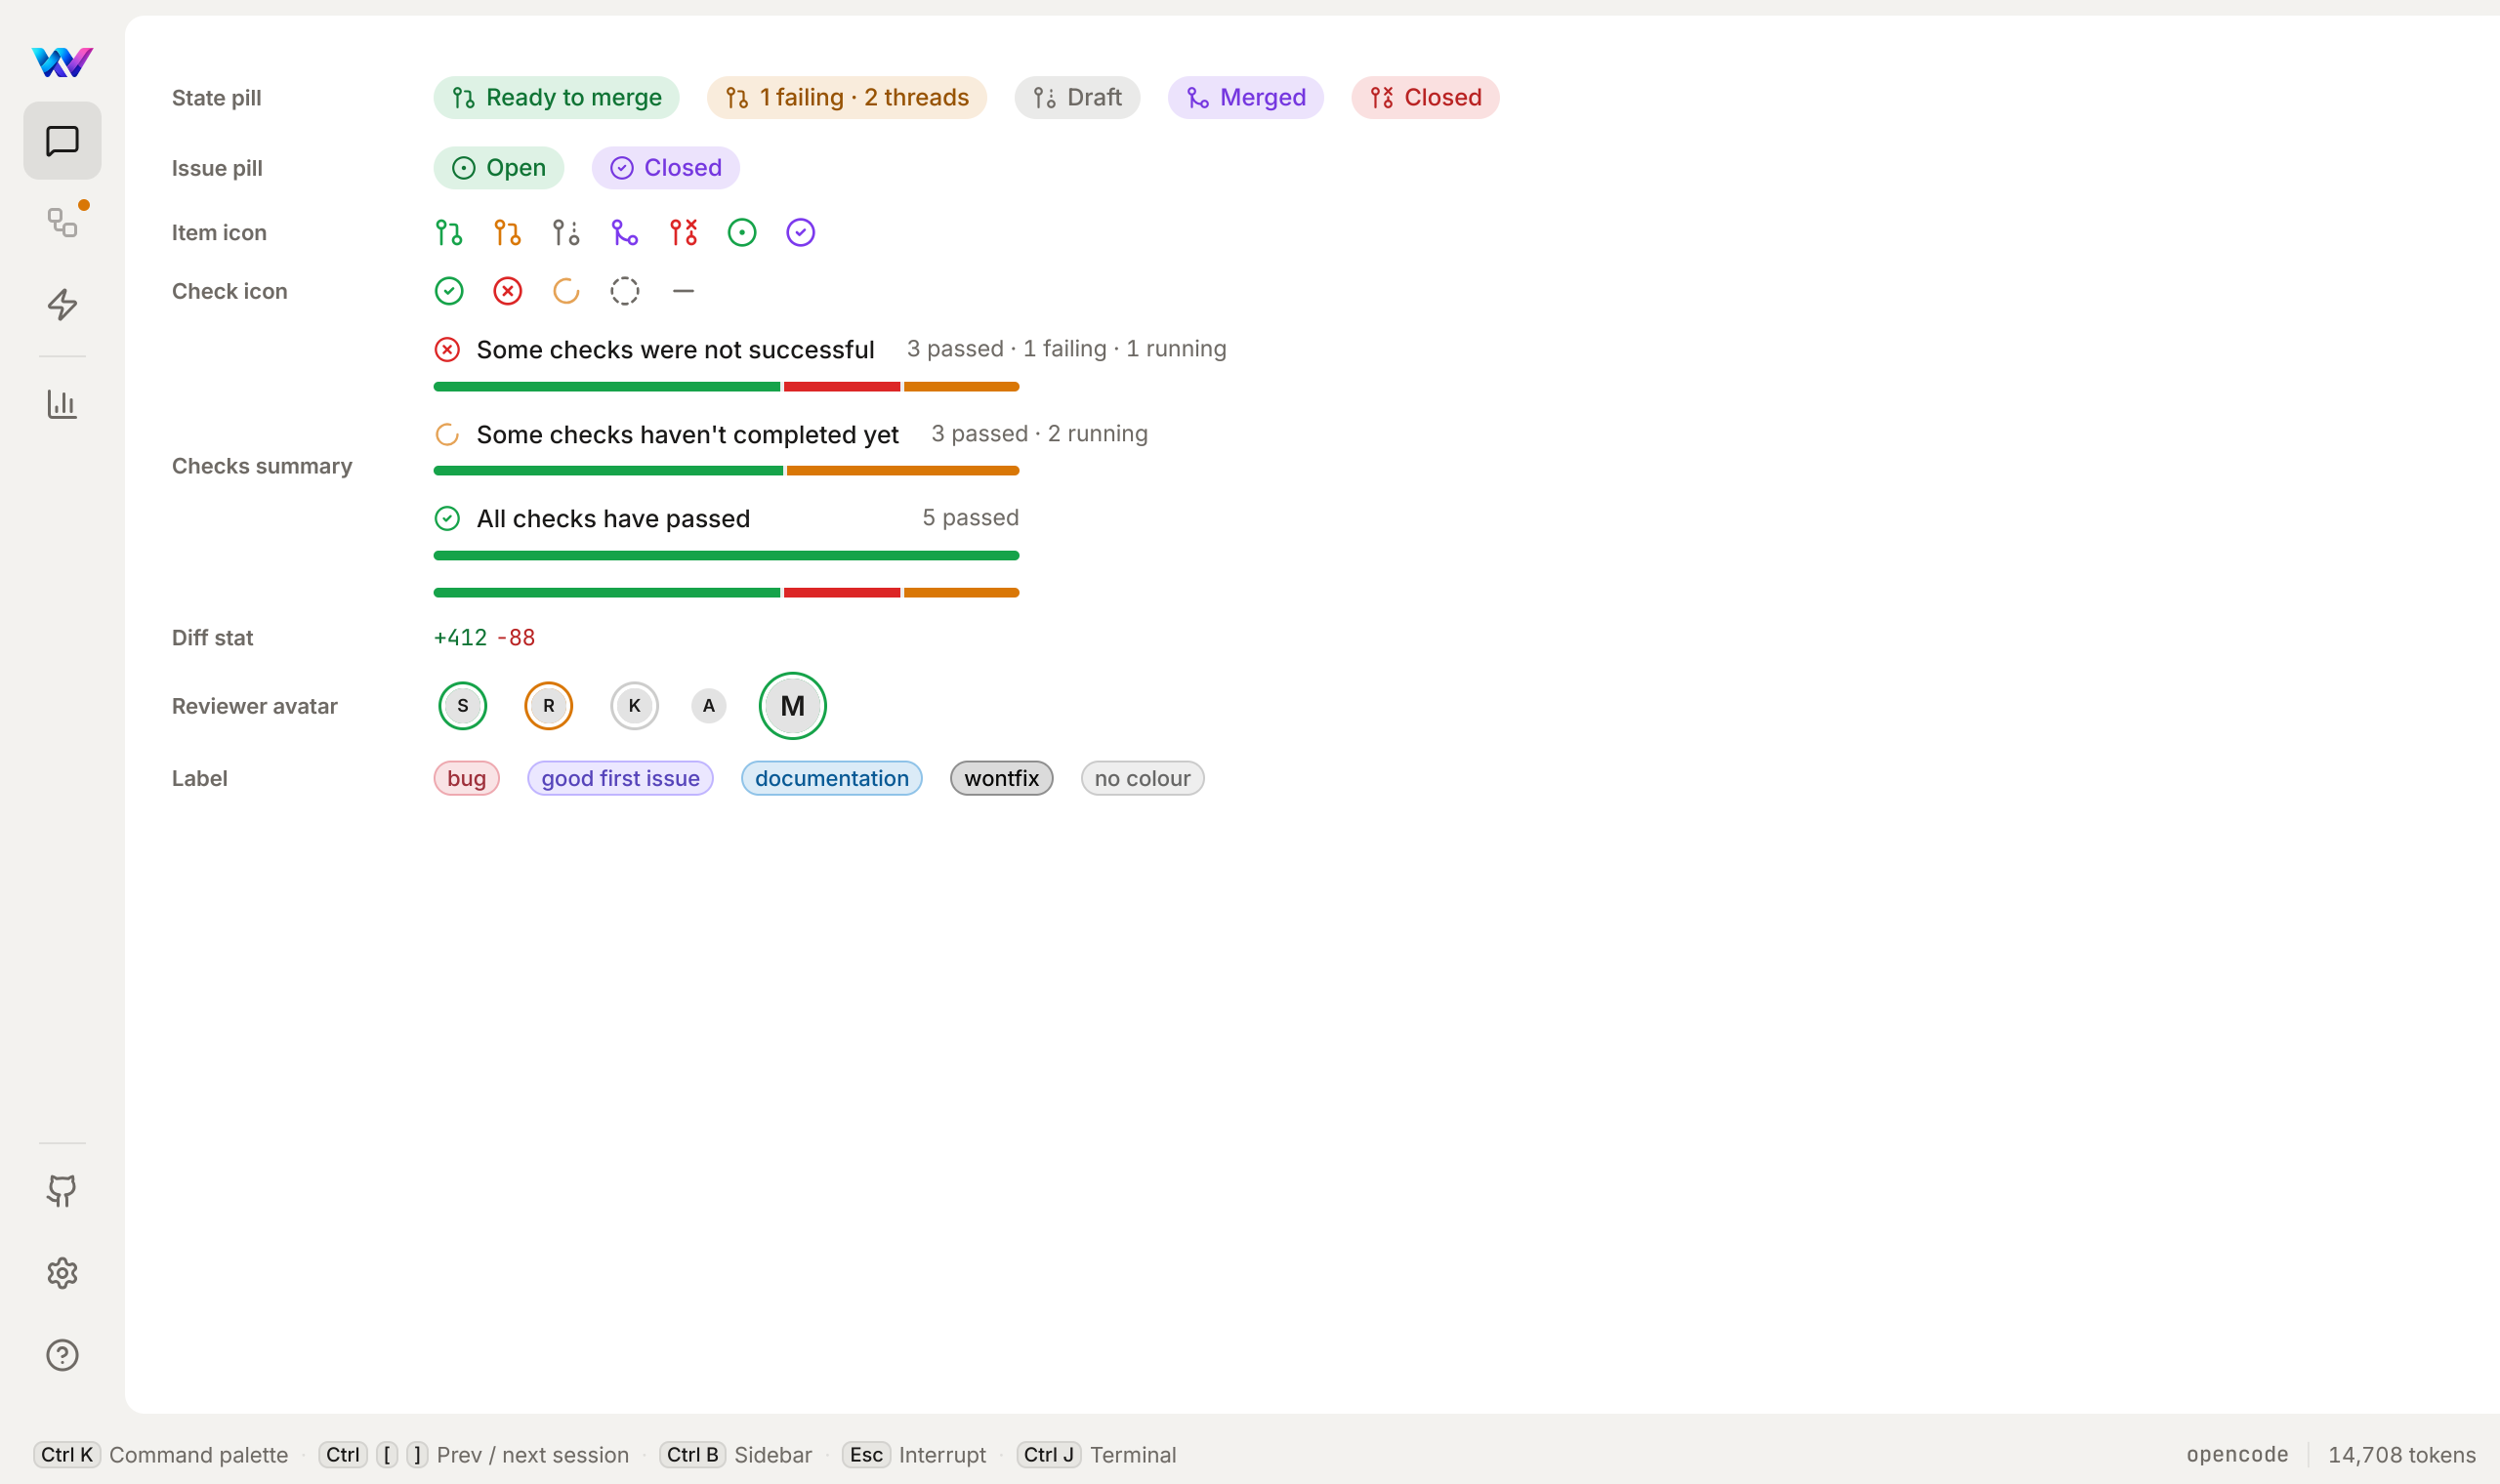 State pill Ready to merge 1 failing · 2 threads Draft Merged Closed
Issue pill Open Closed
Item icon
Check icon
Some checks were not successful 3 passed · 1 failing · 1 running
Some checks haven't completed yet 3 passed · 2 running
Checks summary
All checks have passed 5 passed
Diff stat +412 -88
Reviewer avatar S R K A M
Label bug good first issue documentation wontfix no colour
Ctrl K Command palette · Ctrl [ ] Prev / next session · Ctrl B Sidebar · Esc Interrupt · Ctrl J Terminal opencode 14,708 tokens